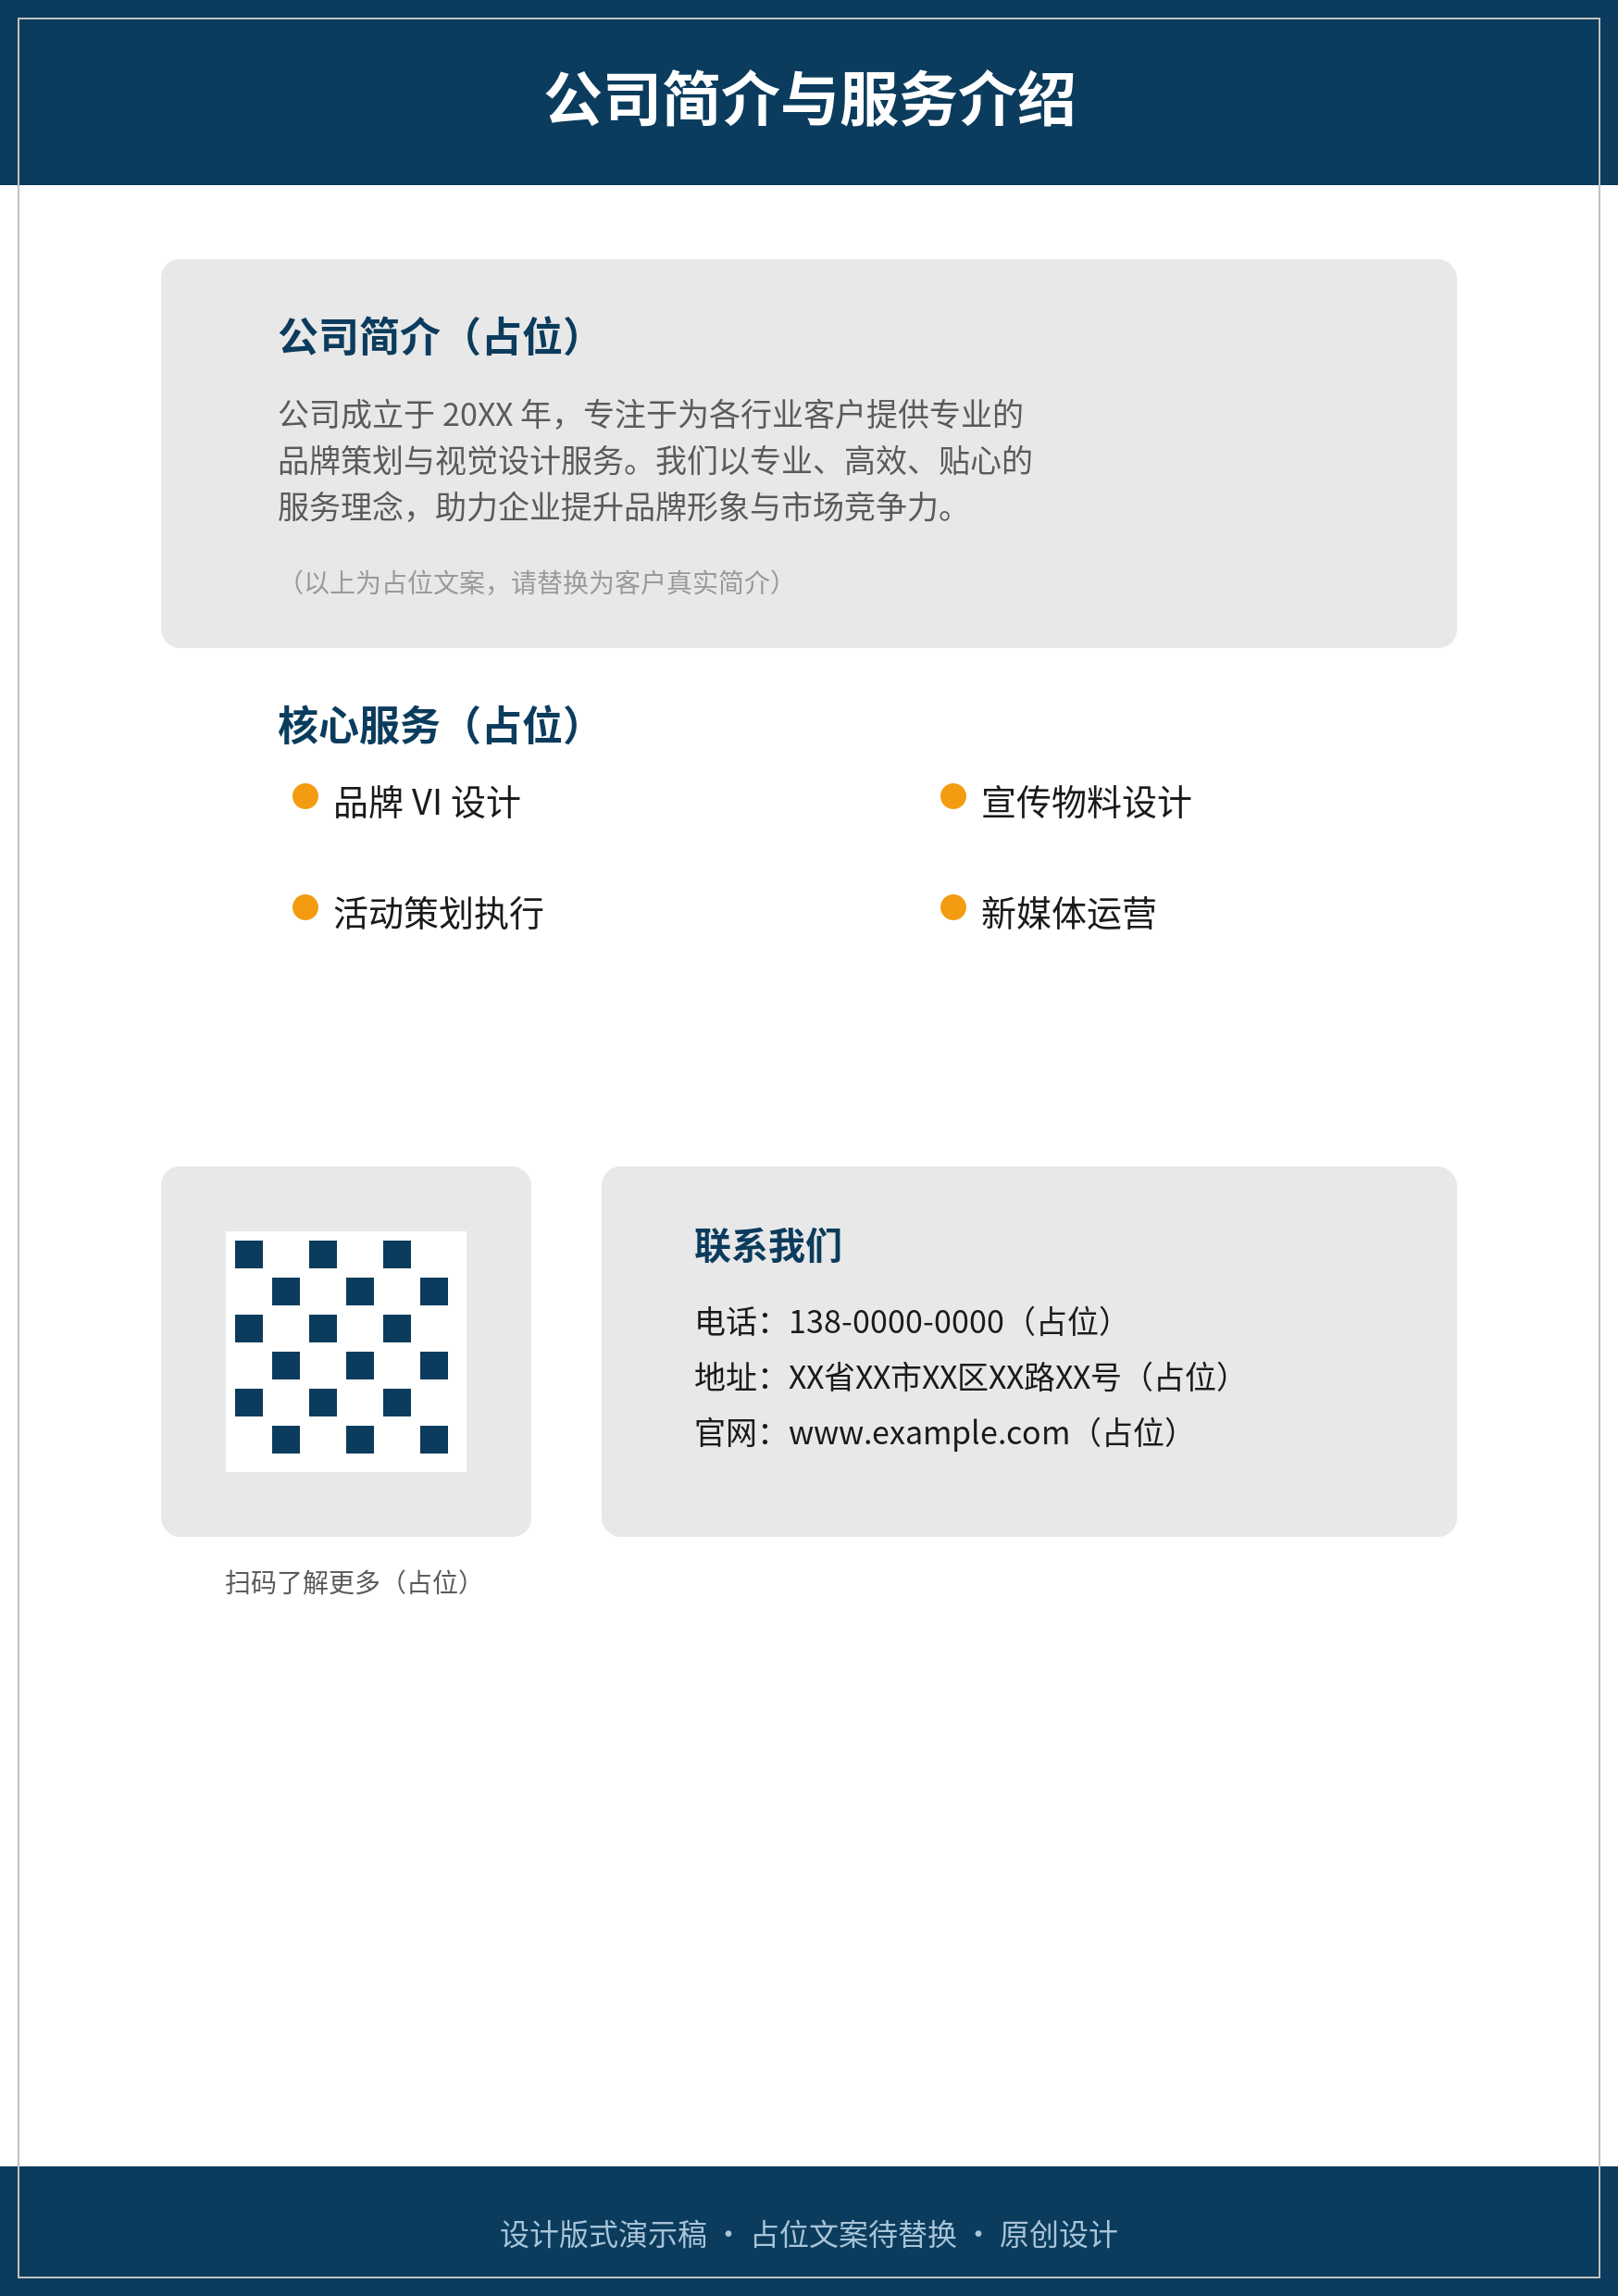 公司简介与服务介绍
公司简介（占位）
公司成立于 20XX 年，专注于为各行业客户提供专业的
品牌策划与视觉设计服务。我们以专业、高效、贴心的
服务理念，助力企业提升品牌形象与市场竞争力。
（以上为占位文案，请替换为客户真实简介）
核心服务（占位）
品牌 VI 设计
宣传物料设计
活动策划执行
新媒体运营
联系我们
电话：138-0000-0000（占位）
地址：XX省XX市XX区XX路XX号（占位）
官网：www.example.com（占位）
扫码了解更多（占位）
设计版式演示稿 · 占位文案待替换 · 原创设计